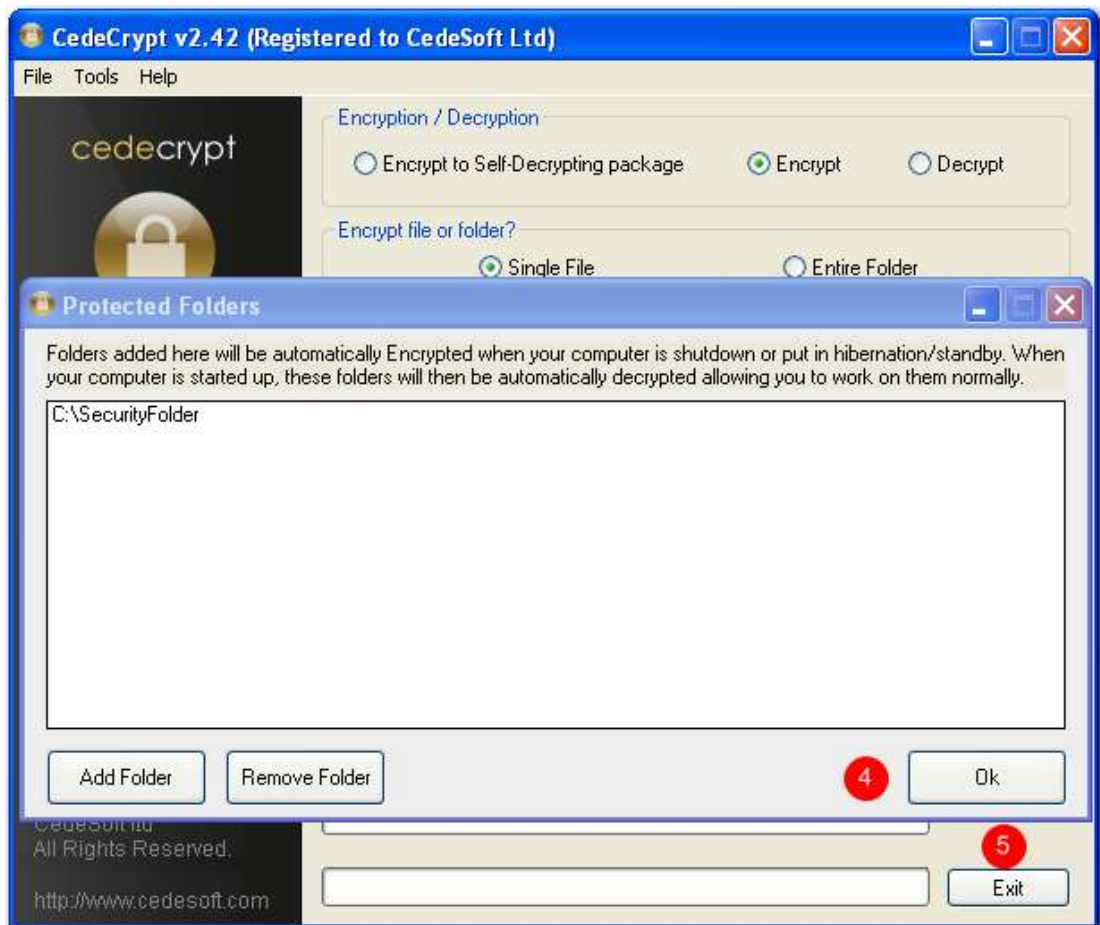 CedeCrypt v2.42 (Registered to CedeSoft Ltd)
File Tools Help
cedecrypt
Encryption / Decryption
Encrypt to Self-Decrypting package Encrypt Decrypt
Encrypt file or folder?
Single File Entire Folder
Protected Folders
Folders added here will be automatically Encrypted when your computer is shutdown or put in hibernation/standby. When
your computer is started up, these folders will then be automatically decrypted allowing you to work on them normally.
C:\SecurityFolder
Add Folder Remove Folder 4 Ok
CedeSoft ltd
All Rights Reserved.
5
http://www.cedesoft.com
Exit